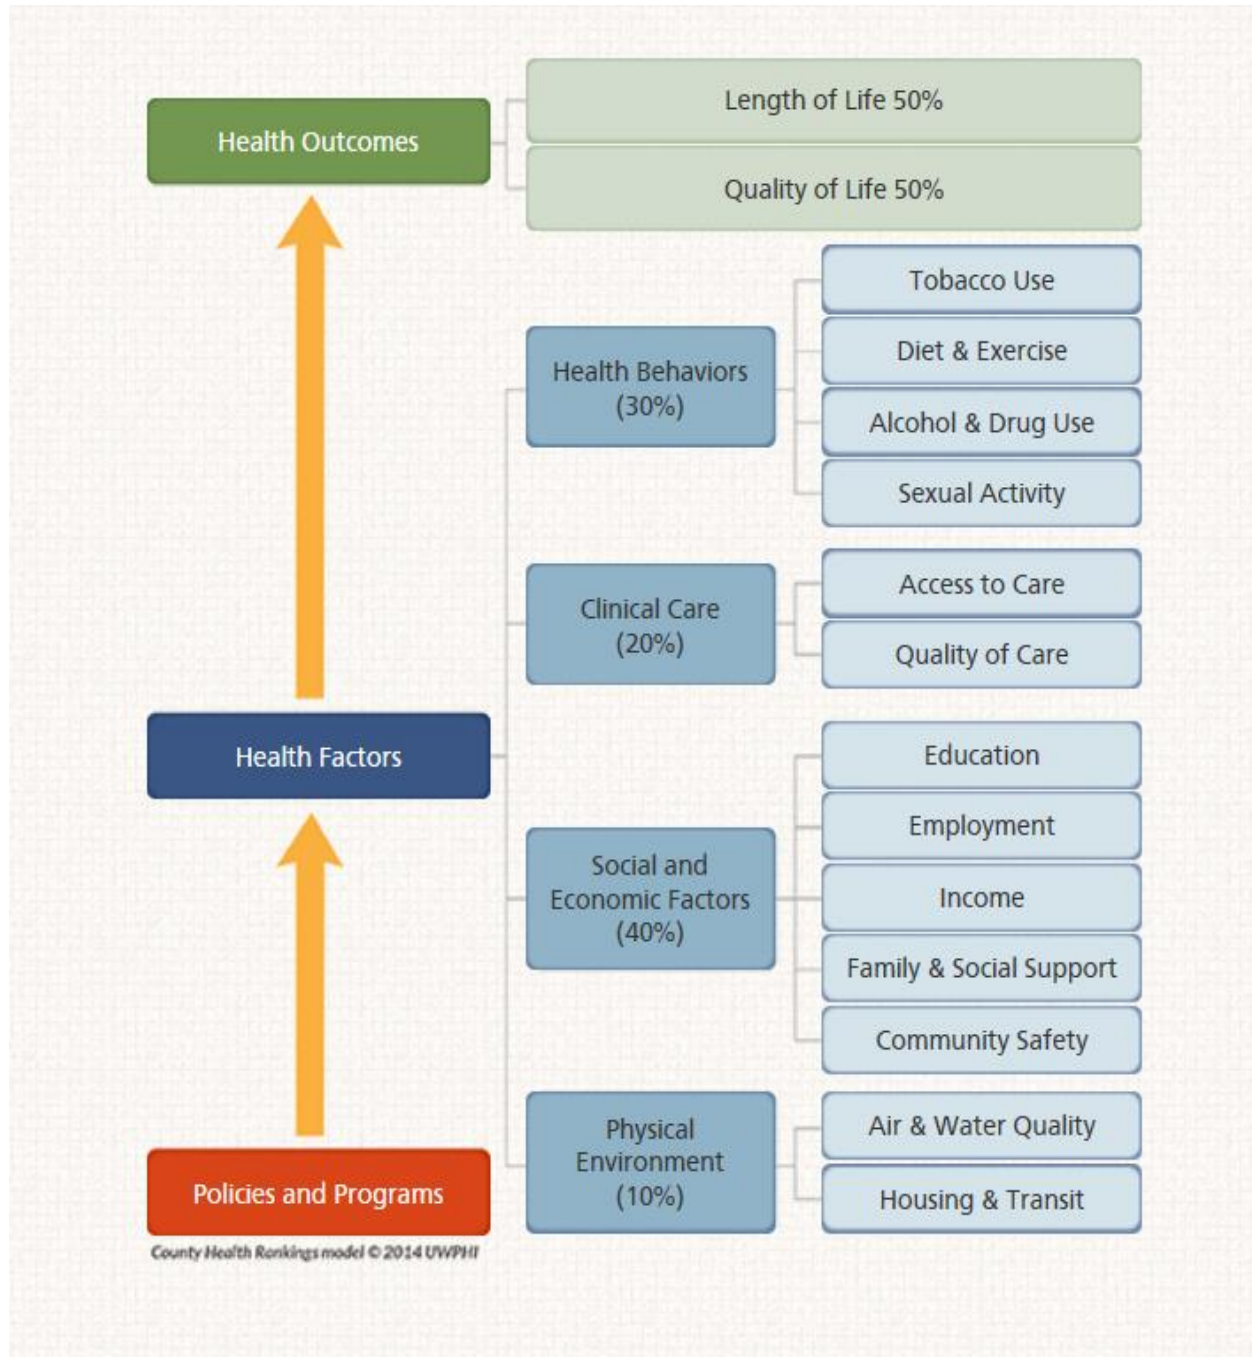 Health Outcomes
Length of Life 50%
Quality of Life 50%
Health Factors
Health Behaviors
(30%)
Tobacco Use
Diet & Exercise
Alcohol & Drug Use
Sexual Activity
Clinical Care
(20%)
Access to Care
Quality of Care
Social and
Economic Factors
(40%)
Education
Employment
Income
Family & Social Support
Community Safety
Physical
Environment
(10%)
Air & Water Quality
Housing & Transit
Policies and Programs
County Health Rankings model © 2014 UWPHI